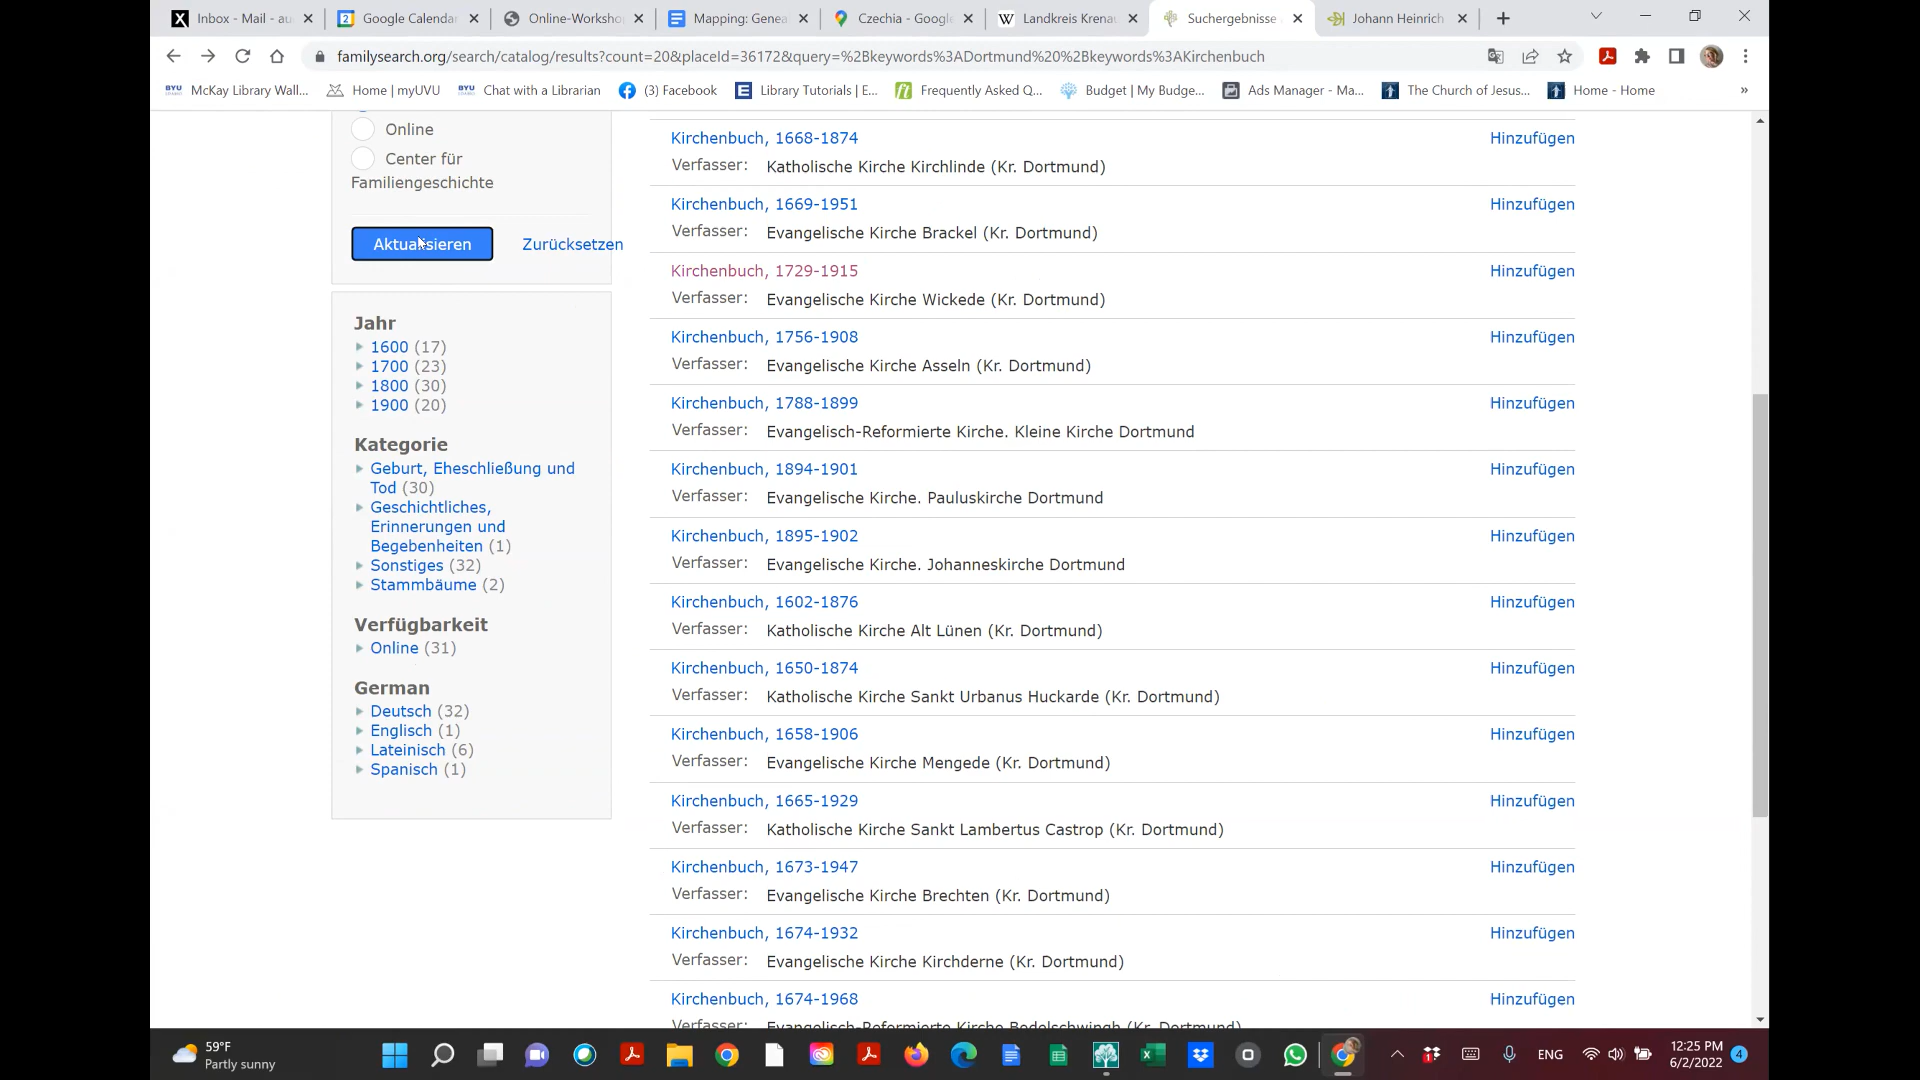 Inbox - Mail - au
Google Calendar
Online-Workshop
Mapping: Genea
Czechia - Google
Landkreis Krenau
Suchergebnisse
Johann Heinrich
familysearch.org/search/catalog/results?count=20&placeId=36172&query=%2Bkeywords%3ADortmund%20%2Bkeywords%3AKirchenbuch
McKay Library Wall...
Home | myUVU
Chat with a Librarian
(3) Facebook
Library Tutorials | E...
Frequently Asked Q...
Budget | My Budge...
Ads Manager - Ma...
The Church of Jesus...
Home - Home
»
Online
Center für
Familiengeschichte
Aktualisieren
Zurücksetzen
Jahr
1600 (17)
1700 (23)
1800 (30)
1900 (20)
Kategorie
Geburt, Eheschließung und
Tod (30)
Geschichtliches,
Erinnerungen und
Begebenheiten (1)
Sonstiges (32)
Stammbäume (2)
Verfügbarkeit
Online (31)
German
Deutsch (32)
Englisch (1)
Lateinisch (6)
Spanisch (1)
Kirchenbuch, 1668-1874 Hinzufügen
Verfasser: Katholische Kirche Kirchlinde (Kr. Dortmund)
Kirchenbuch, 1669-1951 Hinzufügen
Verfasser: Evangelische Kirche Brackel (Kr. Dortmund)
Kirchenbuch, 1729-1915 Hinzufügen
Verfasser: Evangelische Kirche Wickede (Kr. Dortmund)
Kirchenbuch, 1756-1908 Hinzufügen
Verfasser: Evangelische Kirche Asseln (Kr. Dortmund)
Kirchenbuch, 1788-1899 Hinzufügen
Verfasser: Evangelisch-Reformierte Kirche. Kleine Kirche Dortmund
Kirchenbuch, 1894-1901 Hinzufügen
Verfasser: Evangelische Kirche. Pauluskirche Dortmund
Kirchenbuch, 1895-1902 Hinzufügen
Verfasser: Evangelische Kirche. Johanneskirche Dortmund
Kirchenbuch, 1602-1876 Hinzufügen
Verfasser: Katholische Kirche Alt Lünen (Kr. Dortmund)
Kirchenbuch, 1650-1874 Hinzufügen
Verfasser: Katholische Kirche Sankt Urbanus Huckarde (Kr. Dortmund)
Kirchenbuch, 1658-1906 Hinzufügen
Verfasser: Evangelische Kirche Mengede (Kr. Dortmund)
Kirchenbuch, 1665-1929 Hinzufügen
Verfasser: Katholische Kirche Sankt Lambertus Castrop (Kr. Dortmund)
Kirchenbuch, 1673-1947 Hinzufügen
Verfasser: Evangelische Kirche Brechten (Kr. Dortmund)
Kirchenbuch, 1674-1932 Hinzufügen
Verfasser: Evangelische Kirche Kirchderne (Kr. Dortmund)
Kirchenbuch, 1674-1968 Hinzufügen
Verfasser: Evangelisch-Reformierte Kirche Bodelschwingh (Kr. Dortmund)
59°F
Partly sunny
ENG
12:25 PM
6/2/2022
4